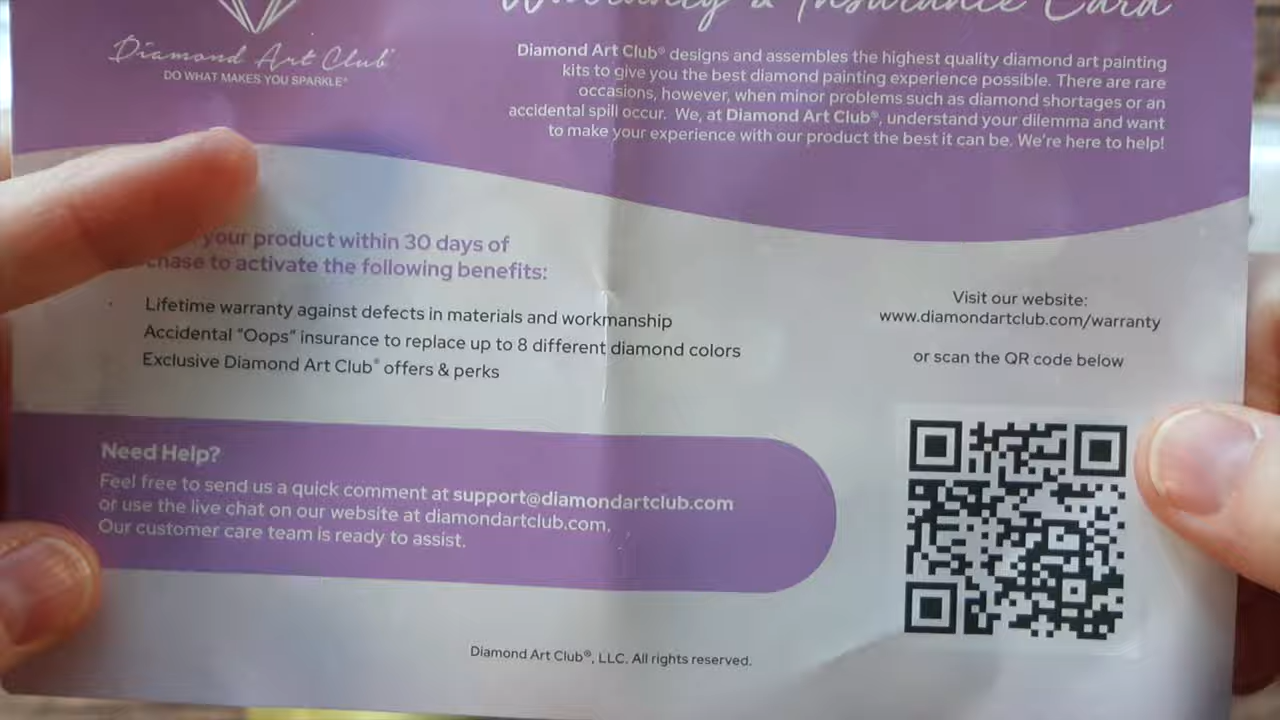 Warranty & Insurance Card
Diamond Art Club®
DO WHAT MAKES YOU SPARKLE®
Diamond Art Club® designs and assembles the highest quality diamond art painting
kits to give you the best diamond painting experience possible. There are rare
occasions, however, when minor problems such as diamond shortages or an
accidental spill occur. We, at Diamond Art Club®, understand your dilemma and want
to make your experience with our product the best it can be. We're here to help!
your product within 30 days of
to activate the following benefits:
Lifetime warranty against defects in materials and workmanship
Accidental "Oops" insurance to replace up to 8 different diamond colors
Exclusive Diamond Art Club® offers & perks
Visit our website:
www.diamondartclub.com/warranty
or scan the QR code below
Need Help?
Feel free to send us a quick comment at support@diamondartclub.com
or use the live chat on our website at diamondartclub.com.
Our customer care team is ready to assist.
Diamond Art Club®, LLC. All rights reserved.